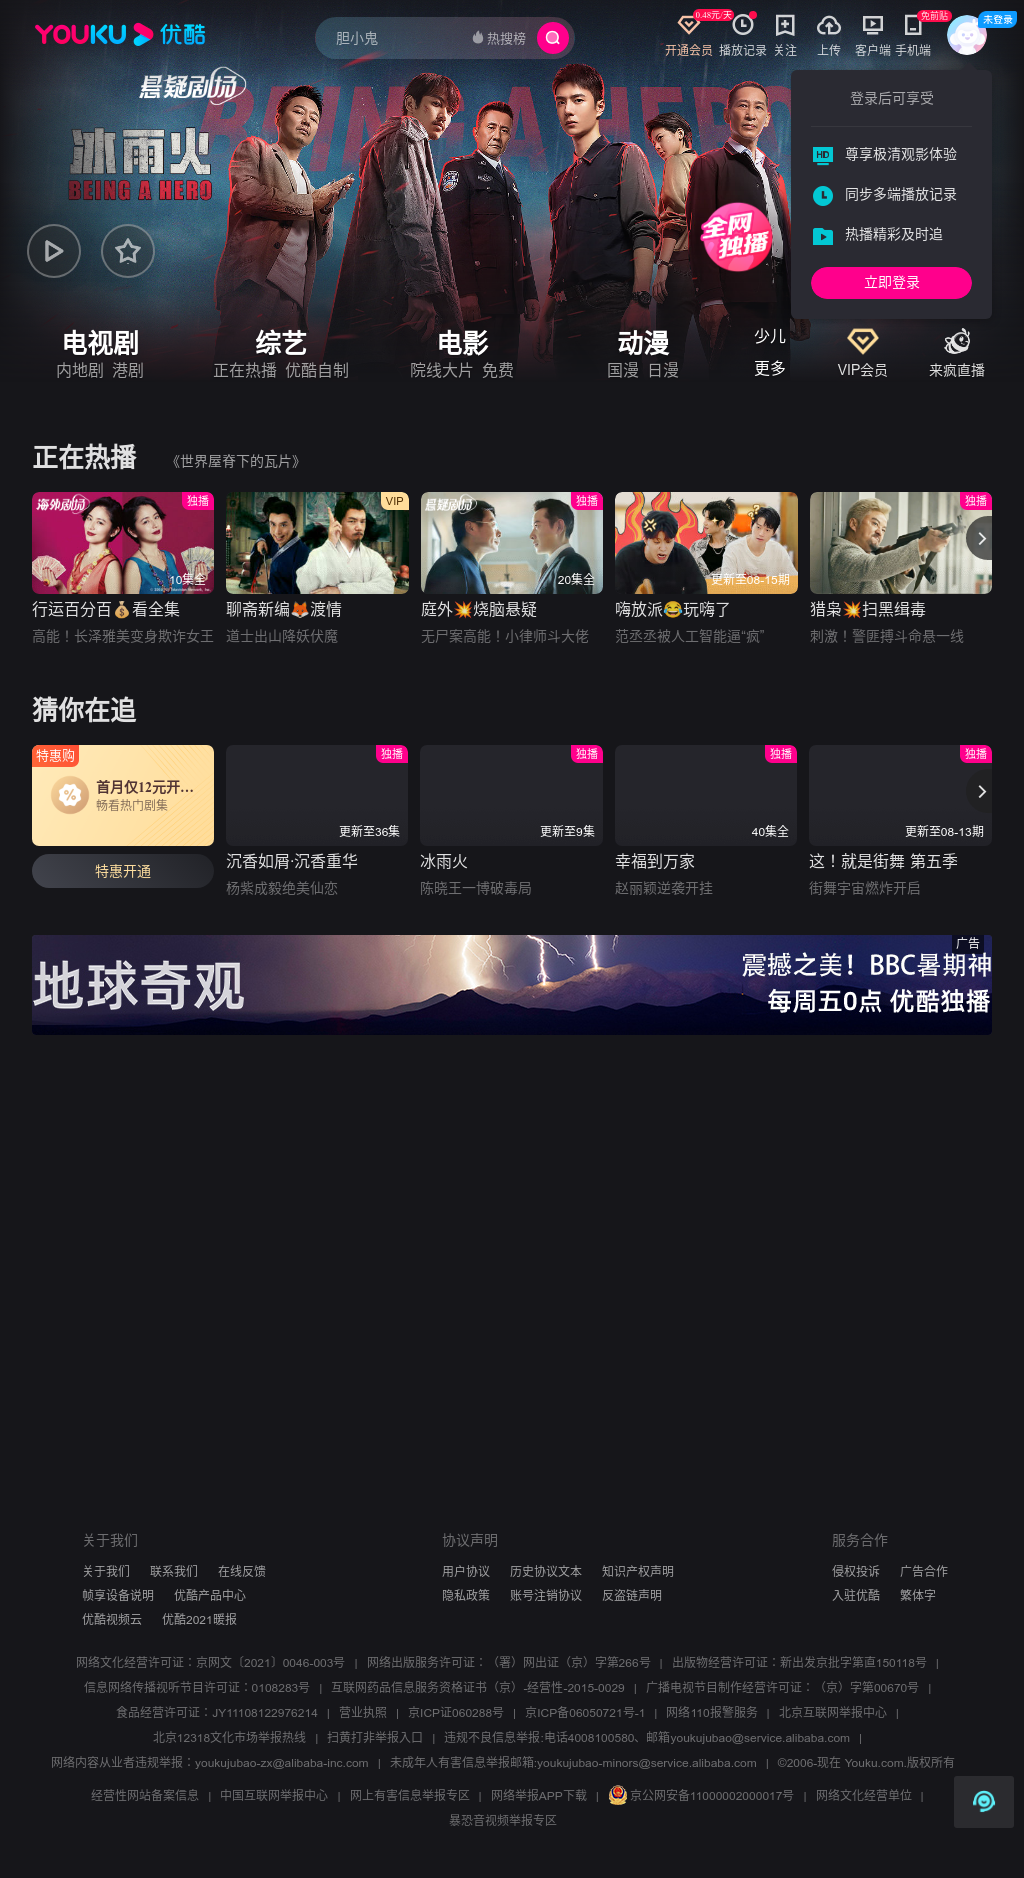 YOUKU 优酷
胆小鬼 热搜榜
0.48元/天 免前贴 未登录
开通会员 播放记录 关注 上传 客户端 手机端
悬疑剧场
冰雨火
BEING A HERO
BEING A HERO
全网
独播
登录后可享受
尊享极清观影体验
同步多端播放记录
热播精彩及时追
立即登录
电视剧 综艺 电影 动漫 少儿
内地剧 港剧 正在热播 优酷自制 院线大片 免费 国漫 日漫 更多
VIP会员 来疯直播
正在热播 《世界屋脊下的瓦片》
海外剧场 独播 VIP 悬疑剧场 独播 独播
10集全 20集全 更新至08-15期
行运百分百💰看全集 聊斋新编🦊渡情 庭外💥烧脑悬疑 嗨放派😂玩嗨了 猎枭💥扫黑缉毒
高能！长泽雅美变身欺诈女王 道士出山降妖伏魔 无尸案高能！小律师斗大佬 范丞丞被人工智能逼“疯” 刺激！警匪搏斗命悬一线
猜你在追
特惠购 独播 独播 独播 独播
首月仅12元开...
畅看热门剧集
更新至36集 更新至9集 40集全 更新至08-13期
特惠开通
沉香如屑·沉香重华 冰雨火 幸福到万家 这！就是街舞 第五季
杨紫成毅绝美仙恋 陈晓王一博破毒局 赵丽颖逆袭开挂 街舞宇宙燃炸开启
广告
地球奇观
震撼之美！BBC暑期神
每周五0点 优酷独播
关于我们 协议声明 服务合作
关于我们 联系我们 在线反馈 用户协议 历史协议文本 知识产权声明 侵权投诉 广告合作
帧享设备说明 优酷产品中心 隐私政策 账号注销协议 反盗链声明 入驻优酷 繁体字
优酷视频云 优酷2021暖报
网络文化经营许可证：京网文〔2021〕0046-003号 | 网络出版服务许可证：（署）网出证（京）字第266号 | 出版物经营许可证：新出发京批字第直150118号 |
信息网络传播视听节目许可证：0108283号 | 互联网药品信息服务资格证书（京）-经营性-2015-0029 | 广播电视节目制作经营许可证：（京）字第00670号 |
食品经营许可证：JY11108122976214 | 营业执照 | 京ICP证060288号 | 京ICP备06050721号-1 | 网络110报警服务 | 北京互联网举报中心 |
北京12318文化市场举报热线 | 扫黄打非举报入口 | 违规不良信息举报:电话4008100580、邮箱youkujubao@service.alibaba.com |
网络内容从业者违规举报：youkujubao-zx@alibaba-inc.com | 未成年人有害信息举报邮箱:youkujubao-minors@service.alibaba.com | ©2006-现在 Youku.com.版权所有
经营性网站备案信息 | 中国互联网举报中心 | 网上有害信息举报专区 | 网络举报APP下载 | 京公网安备11000002000017号 | 网络文化经营单位 |
暴恐音视频举报专区